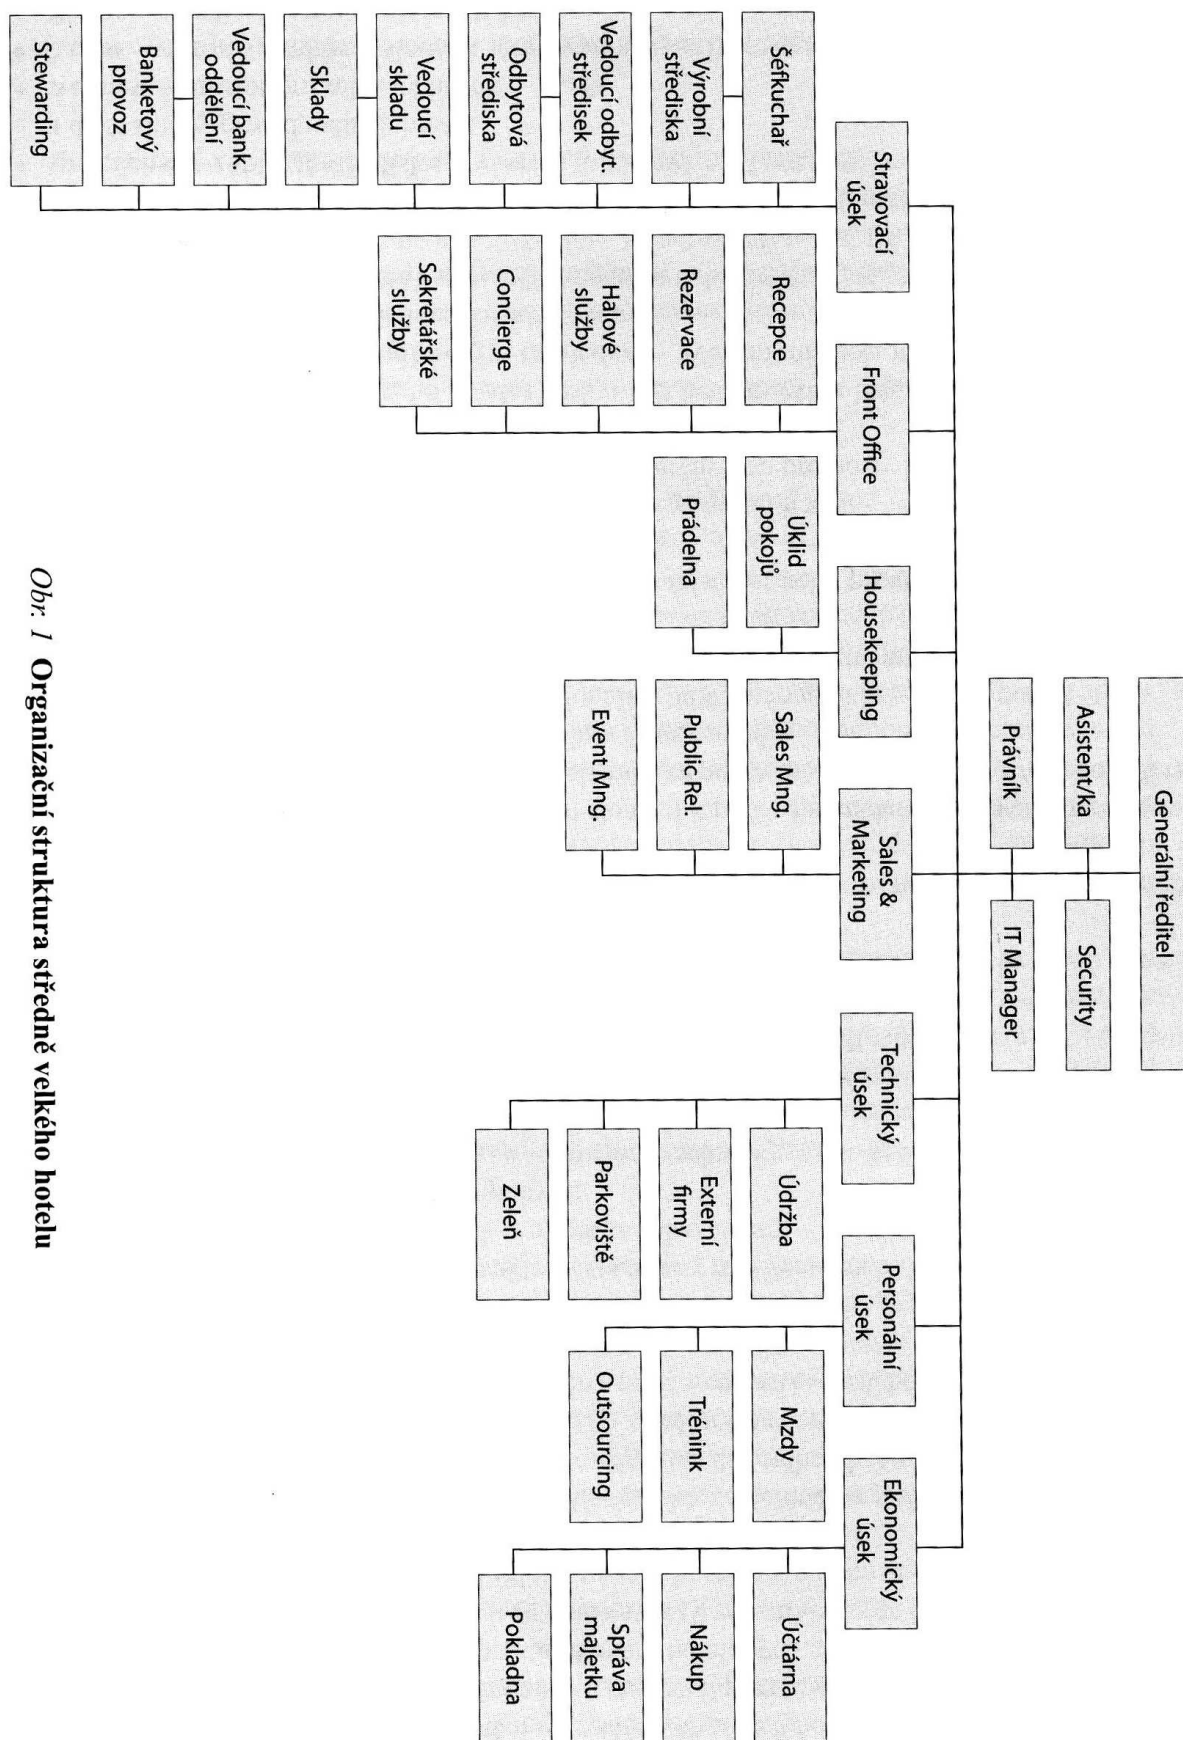 Generální ředitel
Asistent/ka
Security
Právník
IT Manager
Stravovací
úsek
Front Office
Housekeeping
Sales &
Marketing
Technický
úsek
Personální
úsek
Ekonomický
úsek
Šéfkuchař
Výrobní
střediska
Vedoucí odbyt.
středisek
Odbytová
střediska
Vedoucí
skladu
Sklady
Vedoucí bank.
oddělení
Banketový
provoz
Stewarding
Recepce
Rezervace
Halové
služby
Concierge
Sekretářské
služby
Úklid
pokojů
Prádelna
Sales Mng.
Public Rel.
Event Mng.
Údržba
Externí
firmy
Parkoviště
Zeleň
Mzdy
Trénink
Outsourcing
Účtárna
Nákup
Správa
majetku
Pokladna
Obr. 1 Organizační struktura středně velkého hotelu